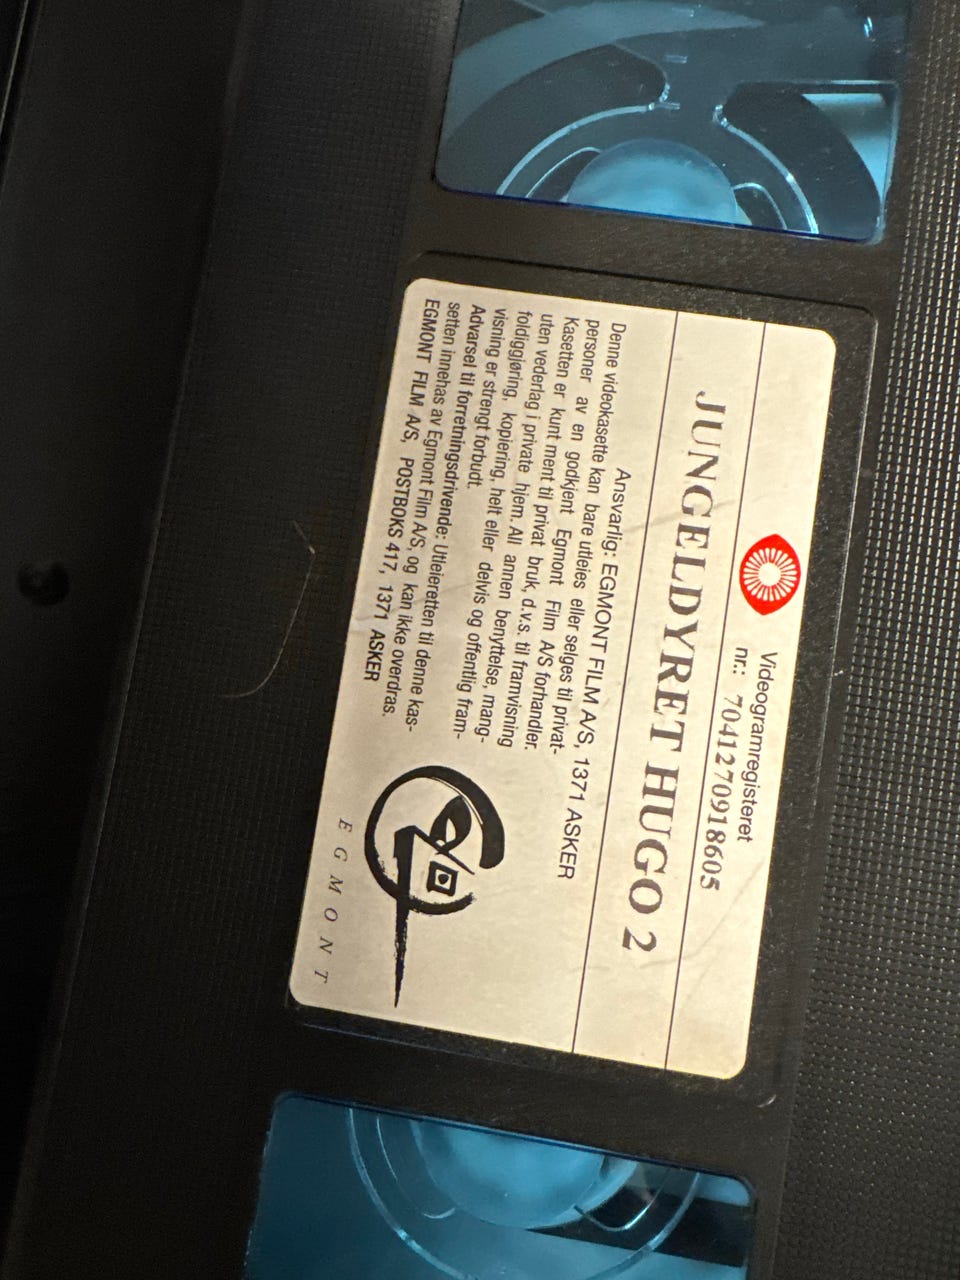 Videogramregisteret
nr.: 7041270918605
JUNGELDYRET HUGO 2
Ansvarlig: EGMONT FILM A/S, 1371 ASKER
Denne videokasette kan bare utleies eller selges til privat-
personer av en godkjent Egmont Film A/S forhandler.
Kasetten er kunt ment til privat bruk, d.v.s. til framvisning
uten vederlag i private hjem. All annen benyttelse, mang-
foldiggjøring, kopiering, helt eller delvis og offentlig fram-
visning er strengt forbudt.
Advarsel til forretningsdrivende: Utleieretten til denne kas-
setten innehas av Egmont Film A/S, og kan ikke overdras.
EGMONT FILM A/S, POSTBOKS 417, 1371 ASKER
EGMONT